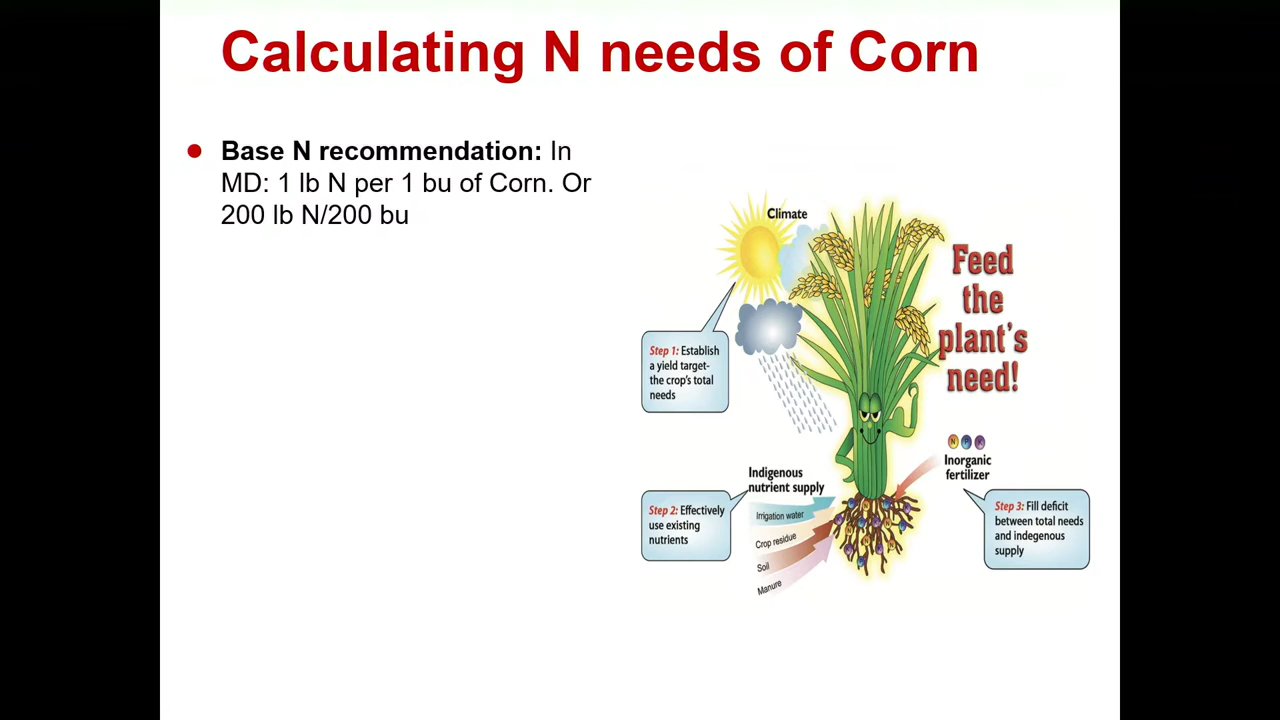 Calculating N needs of Corn
Base N recommendation: In
MD: 1 lb N per 1 bu of Corn. Or
200 lb N/200 bu
Climate
Feed
the
plant's
need!
Step 1: Establish
a yield target-
the crop's total
needs
N P K
Inorganic
fertilizer
Indigenous
nutrient supply
Step 2: Effectively
use existing
nutrients
Irrigation water
Crop residue
Soil
Manure
Step 3: Fill deficit
between total needs
and indegenous
supply